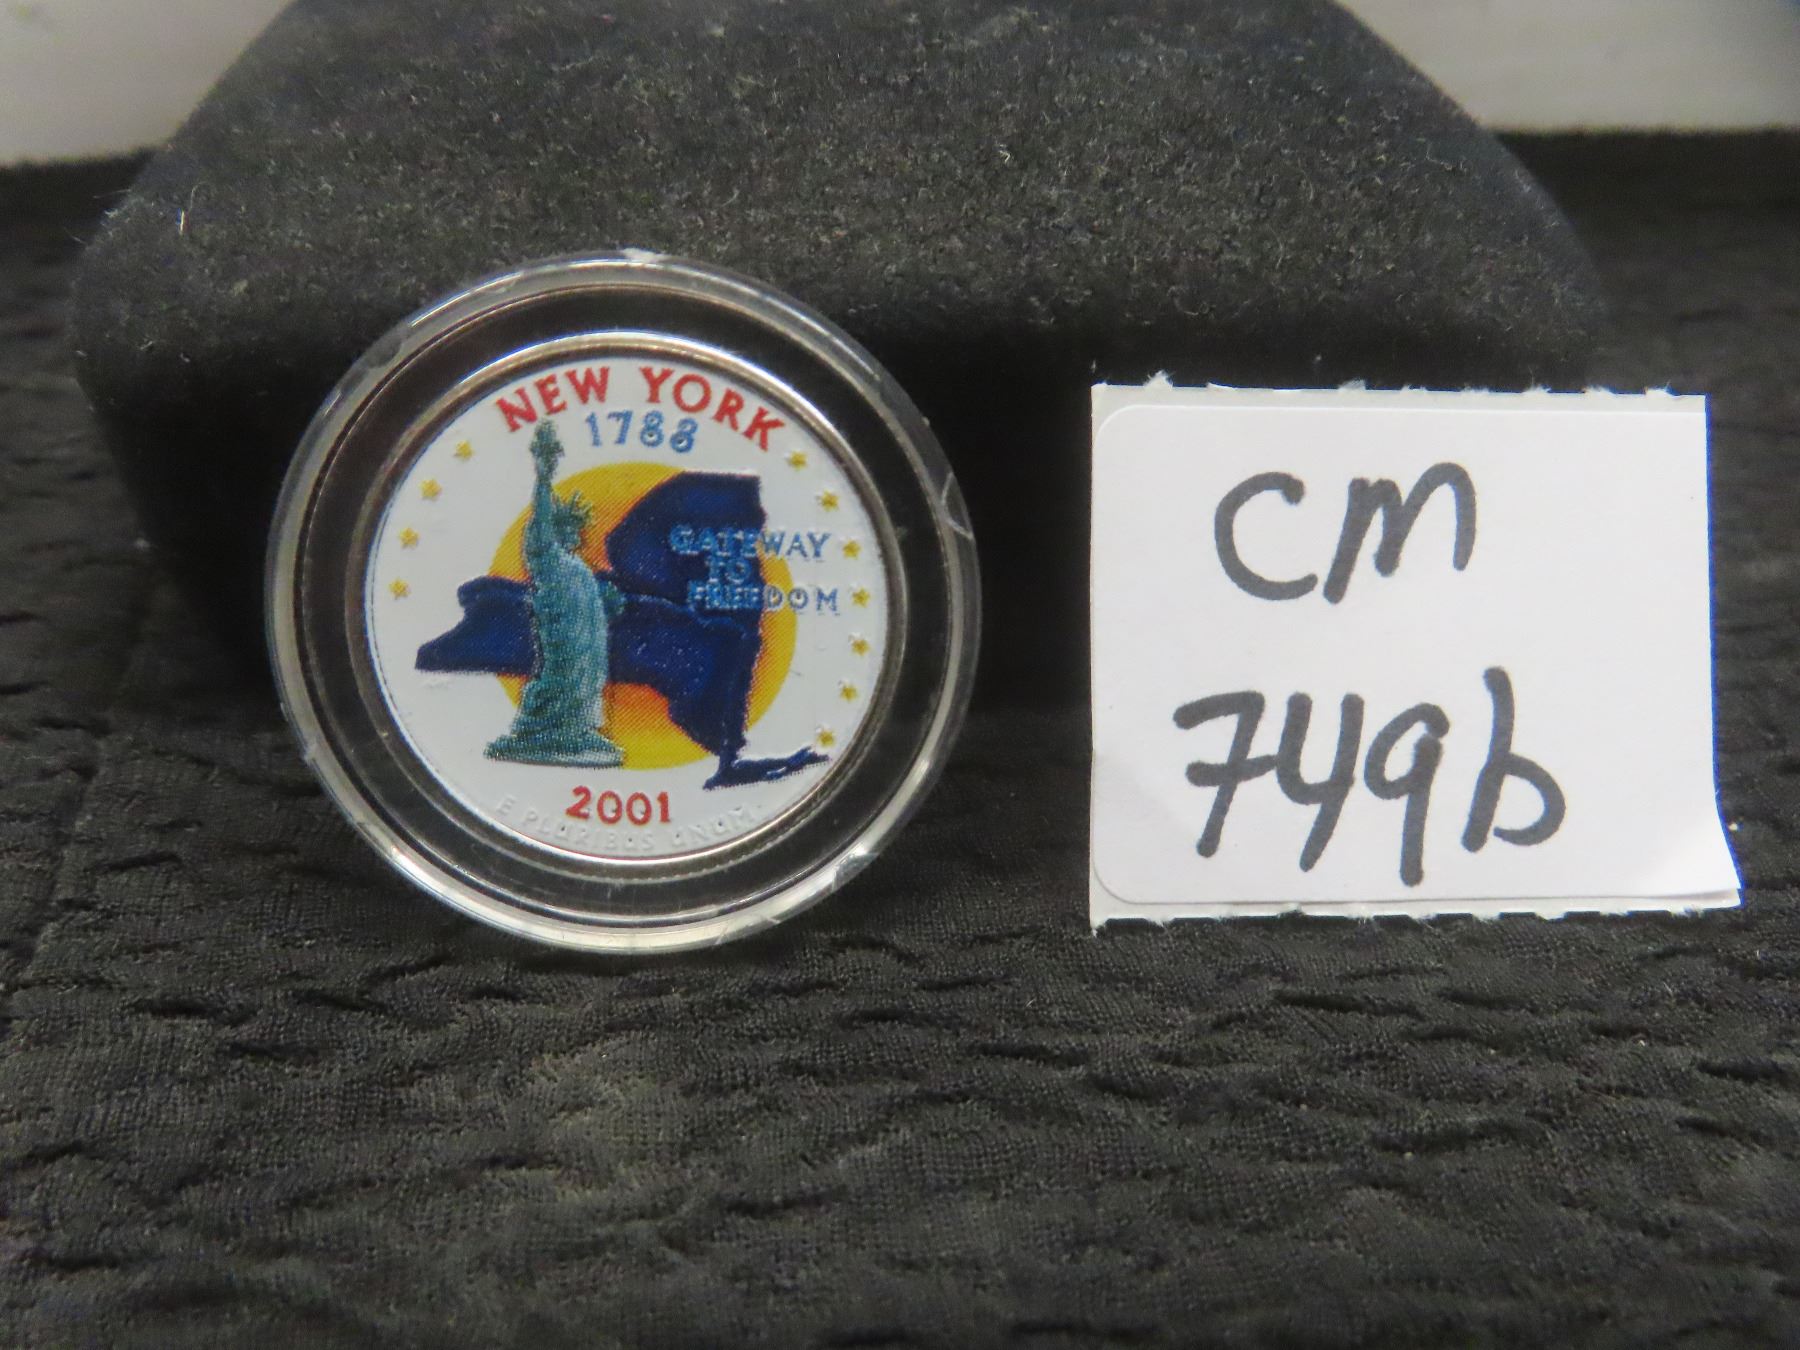 NEW YORK
1788
GATEWAY
TO
FREEDOM
2001
E PLURIBUS UNUM
CM
749b